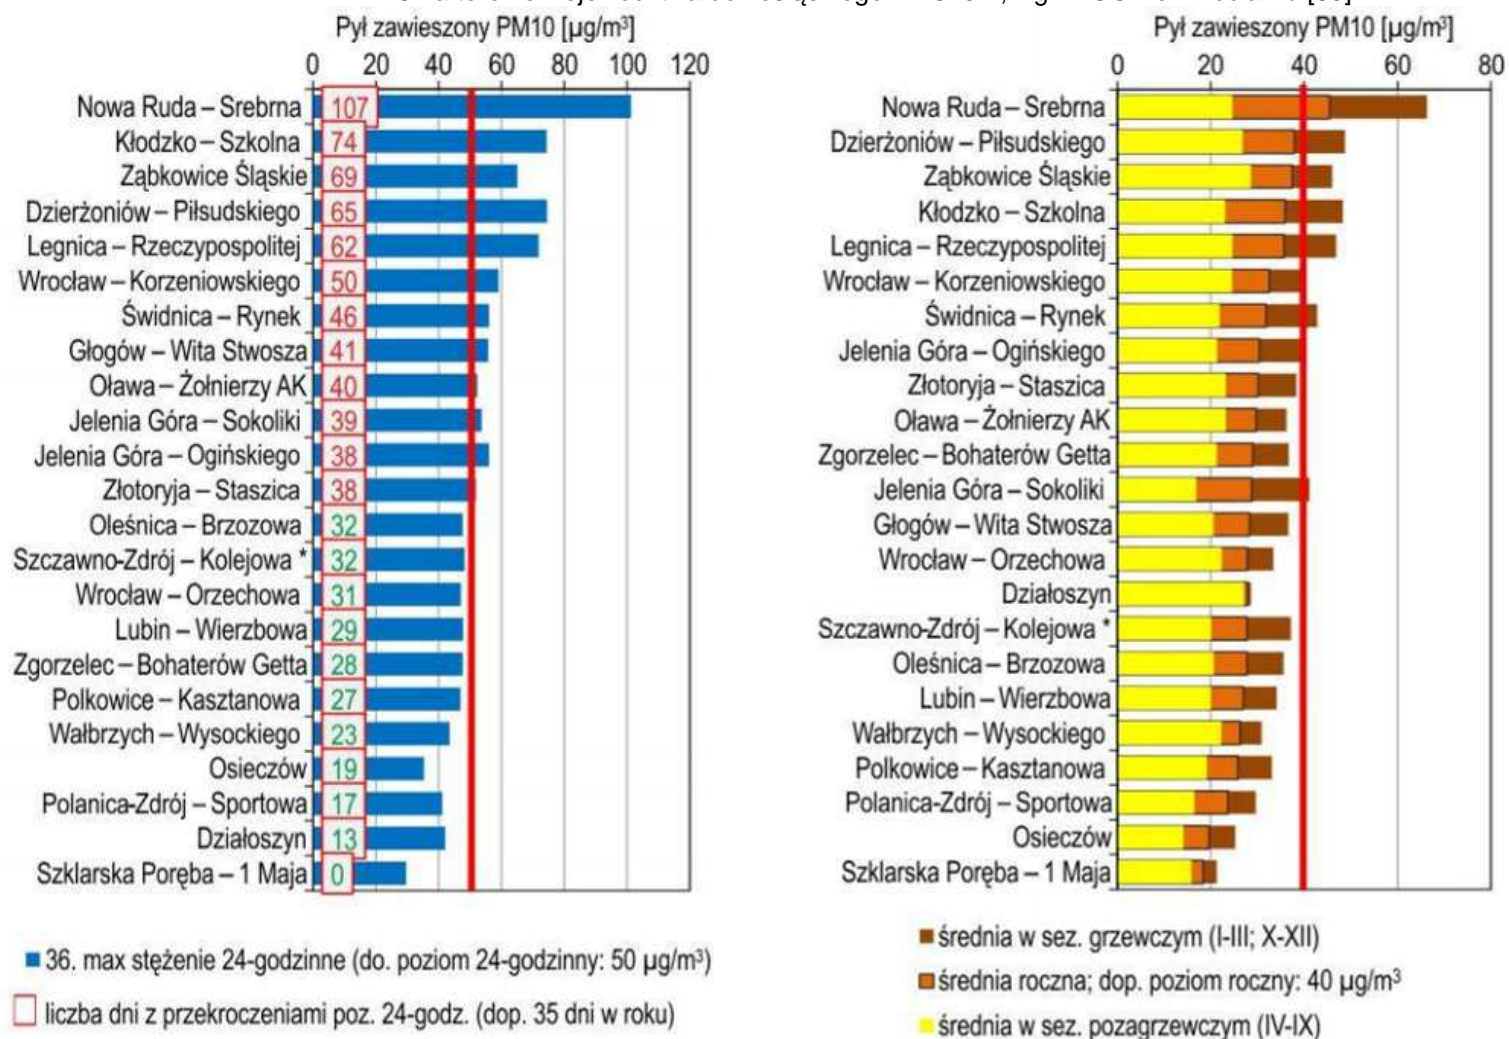 Pył zawieszony PM10 [µg/m³]
0 20 40 60 80 100 120
Nowa Ruda – Srebrna 107
Kłodzko – Szkolna 74
Ząbkowice Śląskie 69
Dzierżoniów – Piłsudskiego 65
Legnica – Rzeczypospolitej 62
Wrocław – Korzeniowskiego 50
Świdnica – Rynek 46
Głogów – Wita Stwosza 41
Oława – Żołnierzy AK 40
Jelenia Góra – Sokoliki 39
Jelenia Góra – Ogińskiego 38
Złotoryja – Staszica 38
Oleśnica – Brzozowa 32
Szczawno-Zdrój – Kolejowa * 32
Wrocław – Orzechowa 31
Lubin – Wierzbowa 29
Zgorzelec – Bohaterów Getta 28
Polkowice – Kasztanowa 27
Wałbrzych – Wysockiego 23
Osieczów 19
Polanica-Zdrój – Sportowa 17
Działoszyn 13
Szklarska Poręba – 1 Maja 0
36. max stężenie 24-godzinne (do. poziom 24-godzinny: 50 µg/m³)
liczba dni z przekroczeniami poz. 24-godz. (dop. 35 dni w roku)
Pył zawieszony PM10 [µg/m³]
0 20 40 60 80
Nowa Ruda – Srebrna
Dzierżoniów – Piłsudskiego
Ząbkowice Śląskie
Kłodzko – Szkolna
Legnica – Rzeczypospolitej
Wrocław – Korzeniowskiego
Świdnica – Rynek
Jelenia Góra – Ogińskiego
Złotoryja – Staszica
Oława – Żołnierzy AK
Zgorzelec – Bohaterów Getta
Jelenia Góra – Sokoliki
Głogów – Wita Stwosza
Wrocław – Orzechowa
Działoszyn
Szczawno-Zdrój – Kolejowa *
Oleśnica – Brzozowa
Lubin – Wierzbowa
Wałbrzych – Wysockiego
Polkowice – Kasztanowa
Polanica-Zdrój – Sportowa
Osieczów
Szklarska Poręba – 1 Maja
średnia w sez. grzewczym (I-III; X-XII)
średnia roczna; dop. poziom roczny: 40 µg/m³
średnia w sez. pozagrzewczym (IV-IX)